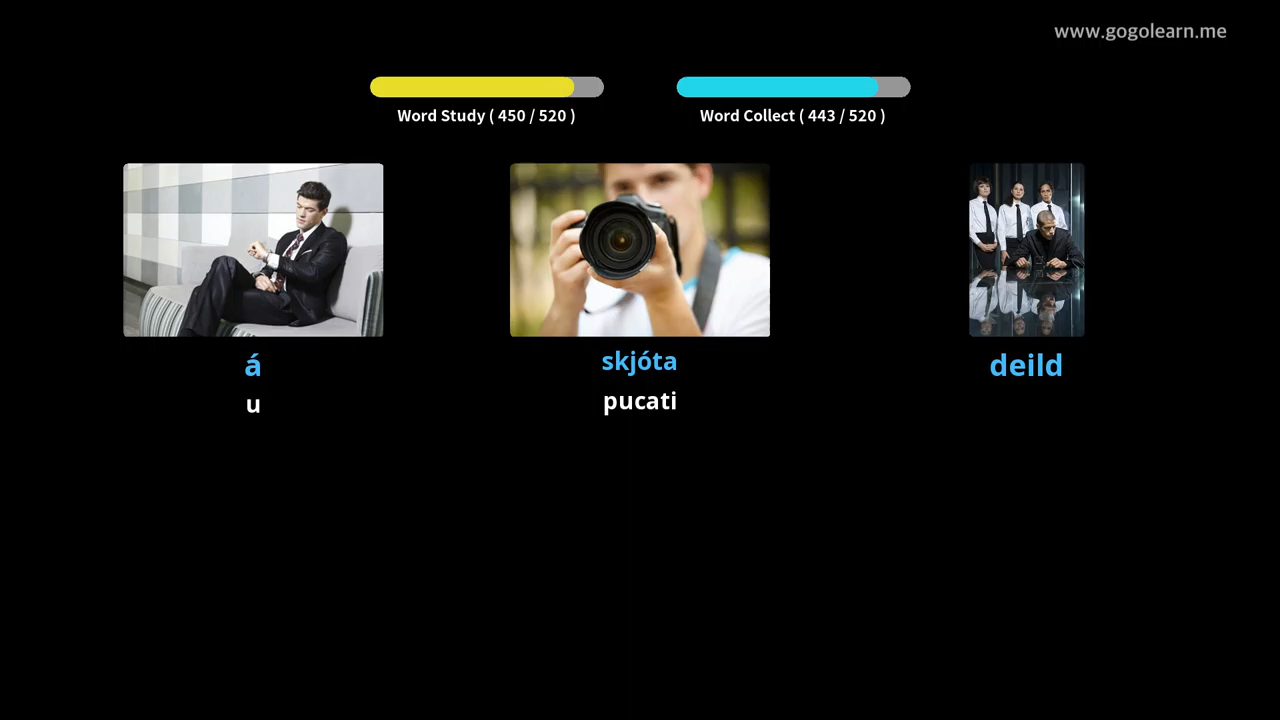 www.gogolearn.me
Word Study ( 450 / 520 )
Word Collect ( 443 / 520 )
á
u
skjóta
pucati
deild